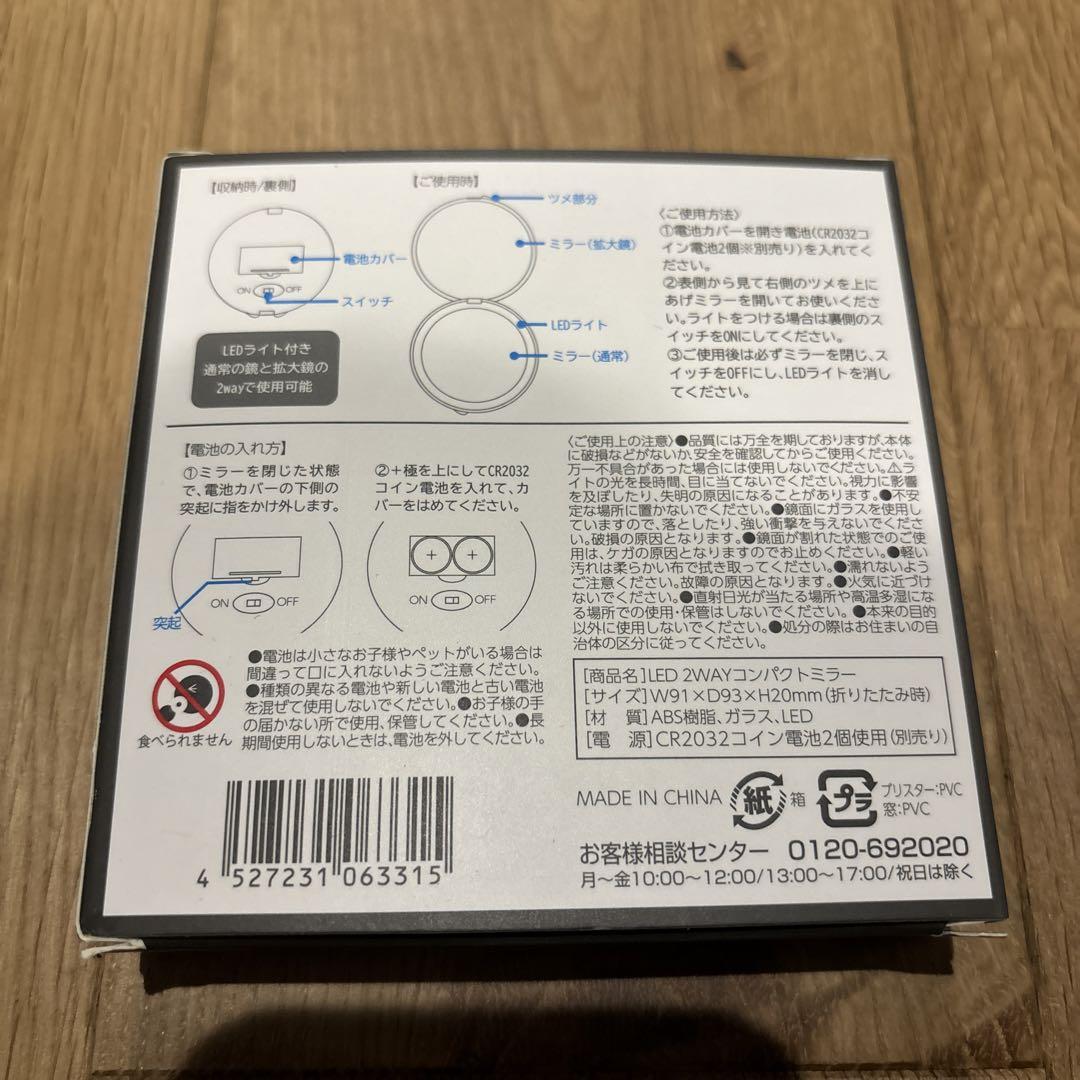 【収納時/裏側】
電池カバー
ON OFF
スイッチ
LEDライト付き
通常の鏡と拡大鏡の
2wayで使用可能
【ご使用時】
ツメ部分
ミラー(拡大鏡)
LEDライト
ミラー(通常)
〈ご使用方法〉
①電池カバーを開き電池(CR2032コ
イン電池2個※別売り)を入れてく
ださい。
②表側から見て右側のツメを上に
あげミラーを開いてお使いくださ
い。ライトをつける場合は裏側のス
イッチをONにしてください。
③ご使用後は必ずミラーを閉じ、ス
イッチをOFFにし、LEDライトを消し
てください。
【電池の入れ方】
①ミラーを閉じた状態
で、電池カバーの下側の
突起に指をかけ外します。
ON OFF
突起
②+極を上にしてCR2032
コイン電池を入れて、カ
バーをはめてください。
+ +
ON OFF
食べられません
●電池は小さなお子様やペットがいる場合は
間違って口に入れないようご注意ください。
●種類の異なる電池や新しい電池と古い電池
を混ぜて使用しないでください。●お子様の手
の届かない所で使用、保管してください。●長
期間使用しないときは、電池を外してください。
4 527231 063315
〈ご使用上の注意〉●品質には万全を期しておりますが、本体
に破損などがないか、安全を確認してからご使用ください。
万一不具合があった場合には使用しないでください。⚠ライ
トの光を長時間、目に当てないでください。視力に影響
を及ぼしたり、失明の原因になることがあります。●不安
定な場所に置かないでください。●鏡面にガラスを使用し
ていますので、落としたり、強い衝撃を与えないでくださ
い。破損の原因となります。●鏡面が割れた状態でのご使
用は、ケガの原因となりますのでお止めください。●軽い
汚れは柔らかい布で拭き取ってください。●濡れないよう
ご注意ください。故障の原因となります。●火気に近づけ
ないでください。●直射日光が当たる場所や高温多湿にな
る場所での使用・保管はしないでください。●本来の目的
以外に使用しないでください。●処分の際はお住まいの自
治体の区分に従ってください。
[商品名]LED 2WAYコンパクトミラー
[サイズ]W91×D93×H20mm(折りたたみ時)
[材 質]ABS樹脂、ガラス、LED
[電 源]CR2032コイン電池2個使用(別売り)
MADE IN CHINA 紙 箱 プラ ブリスター:PVC
窓:PVC
お客様相談センター 0120-692020
月〜金10:00〜12:00/13:00〜17:00/祝日は除く